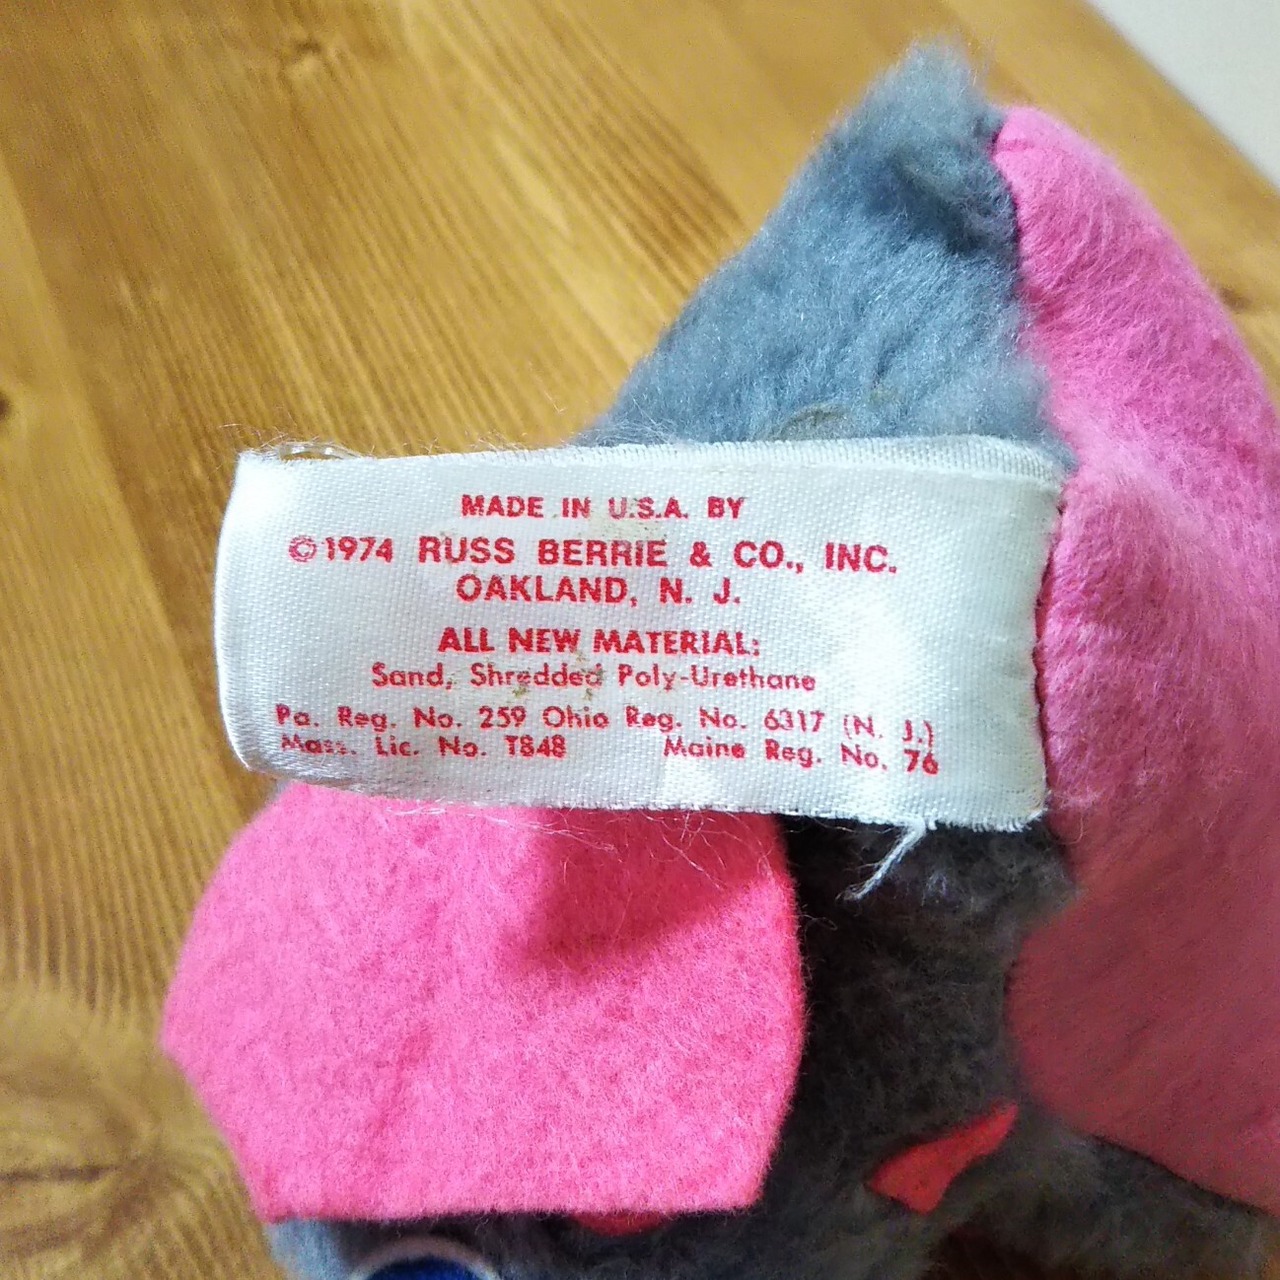 MADE IN U.S.A. BY
©1974 RUSS BERRIE & CO., INC.
OAKLAND, N. J.
ALL NEW MATERIAL:
Sand, Shredded Poly-Urethane
Pa. Reg. No. 259 Ohio Reg. No. 6317 (N. J.)
Mass. Lic. No. T848 Maine Reg. No. 76